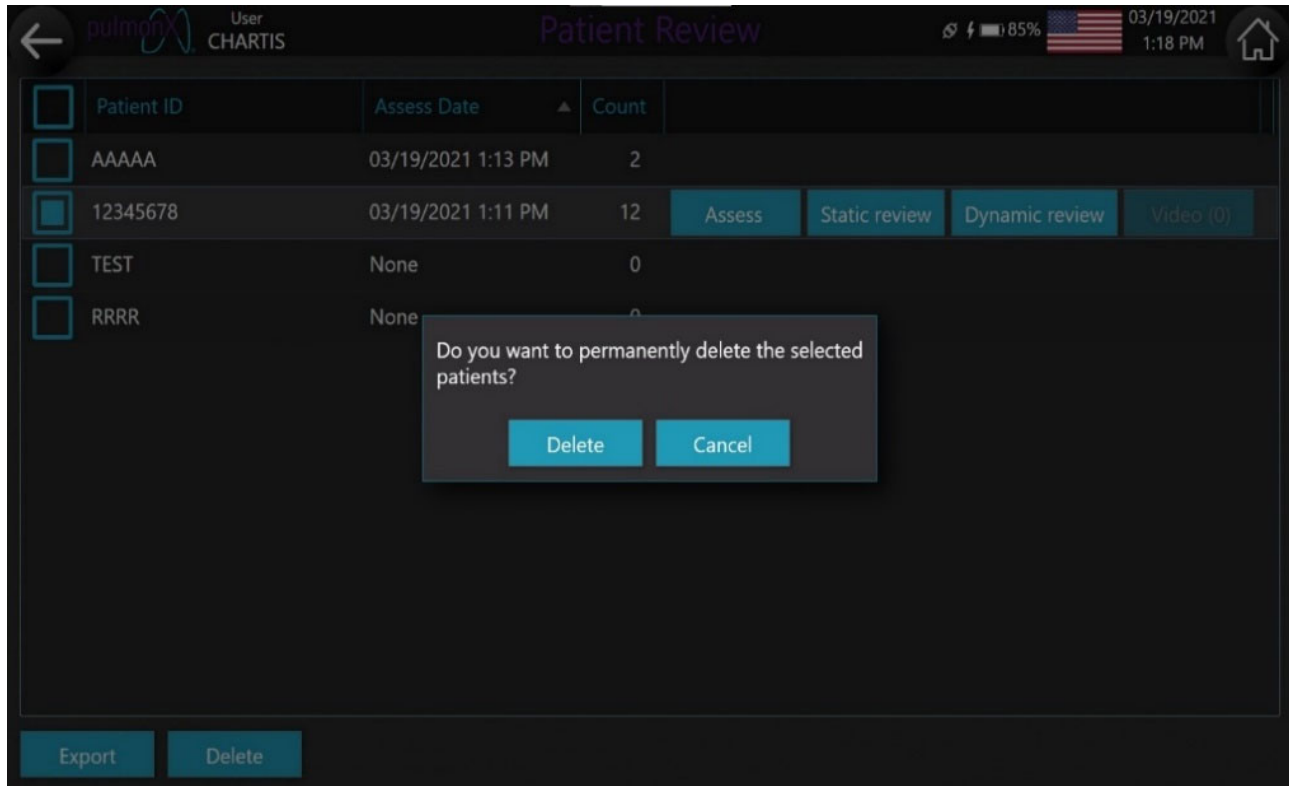 pulmonX
User
CHARTIS
Patient Review
85%
03/19/2021
1:18 PM
Patient ID Assess Date Count
AAAAA 03/19/2021 1:13 PM 2
12345678 03/19/2021 1:11 PM 12 Assess Static review Dynamic review Video (0)
TEST None 0
RRRR None 0
Do you want to permanently delete the selected
patients?
Delete Cancel
Export Delete